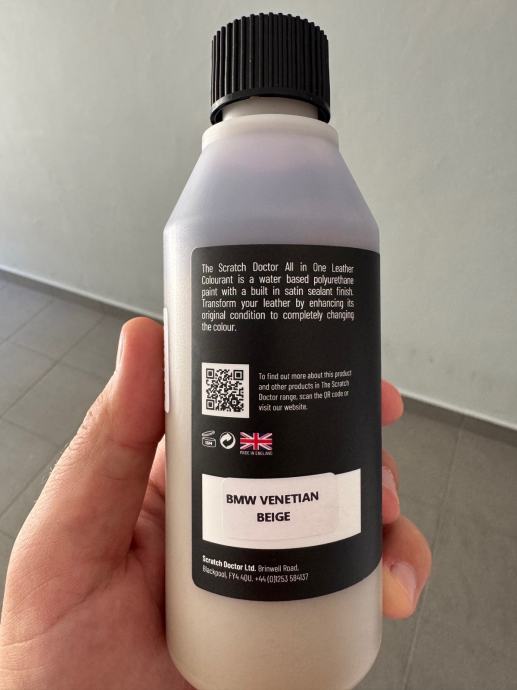 The Scratch Doctor All in One Leather
Colourant is a water based polyurethane
paint with a built in satin sealant finish.
Transform your leather by enhancing its
original condition to completely changing
the colour.
To find out more about this product
and other products in The Scratch
Doctor range, scan the QR code or
visit our website.
MADE IN ENGLAND
BMW VENETIAN
BEIGE
Scratch Doctor Ltd. Brinwell Road,
Blackpool, FY4 4QU. +44 (0)1253 584137